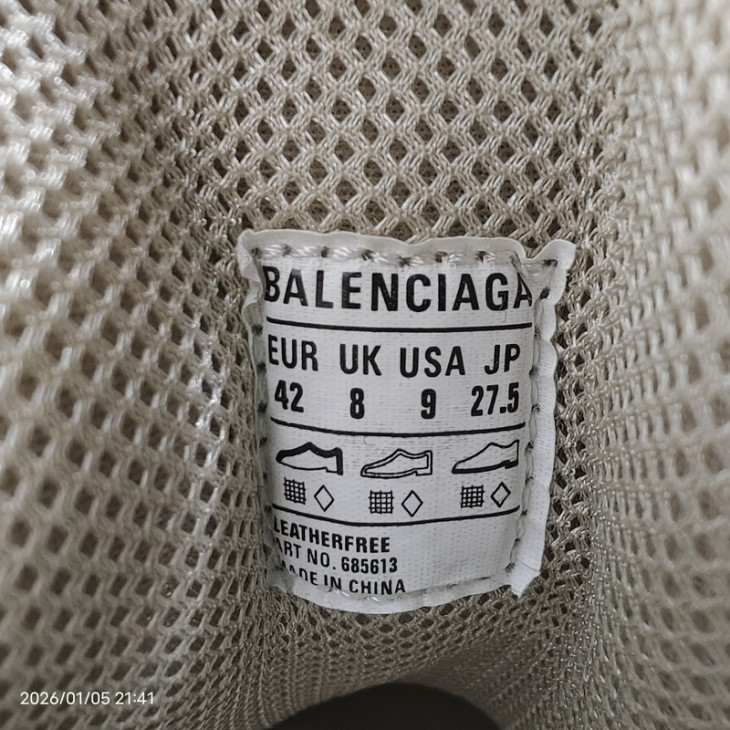 BALENCIAGA
EUR UK USA JP
42 8 9 27.5
LEATHERFREE
PART NO. 685613
MADE IN CHINA
2026/01/05 21:41